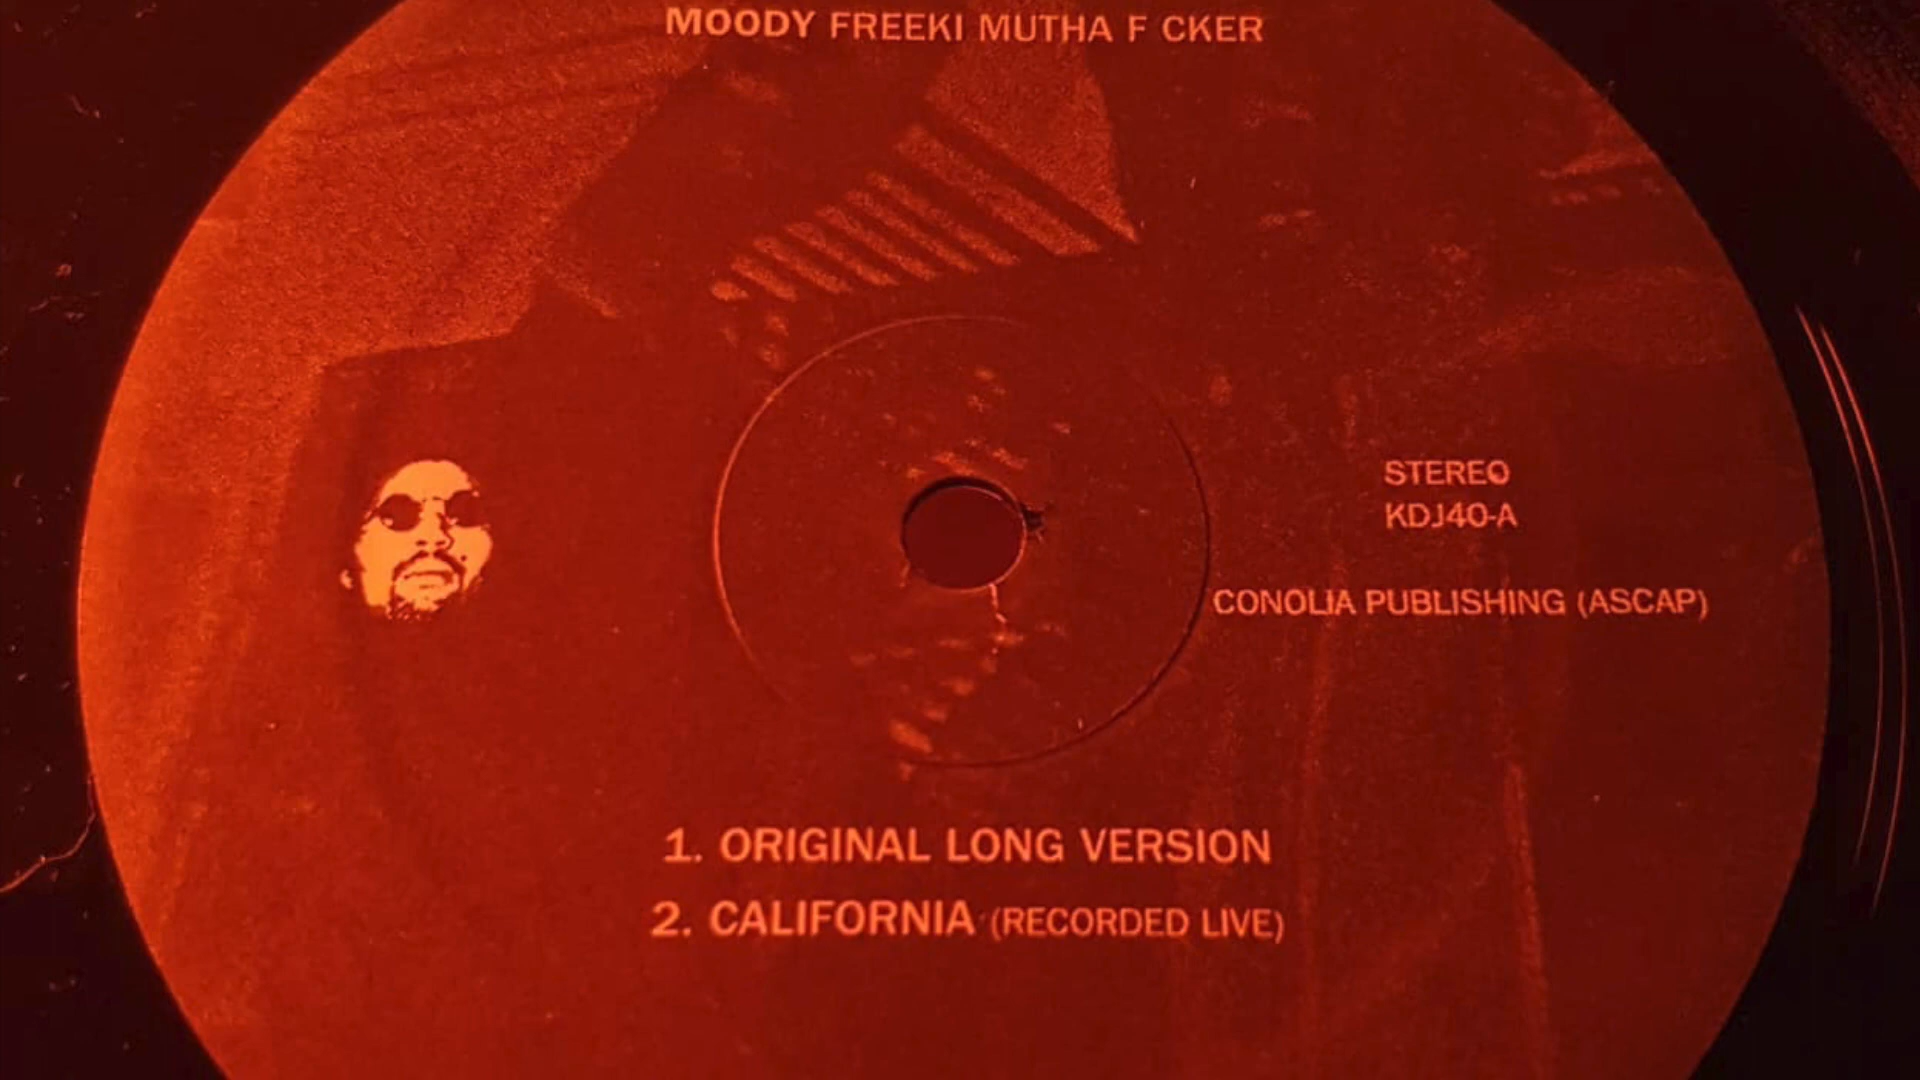 MOODY FREEKI MUTHA F CKER
STEREO
KDJ40-A
CONOLIA PUBLISHING (ASCAP)
1. ORIGINAL LONG VERSION
2. CALIFORNIA (RECORDED LIVE)